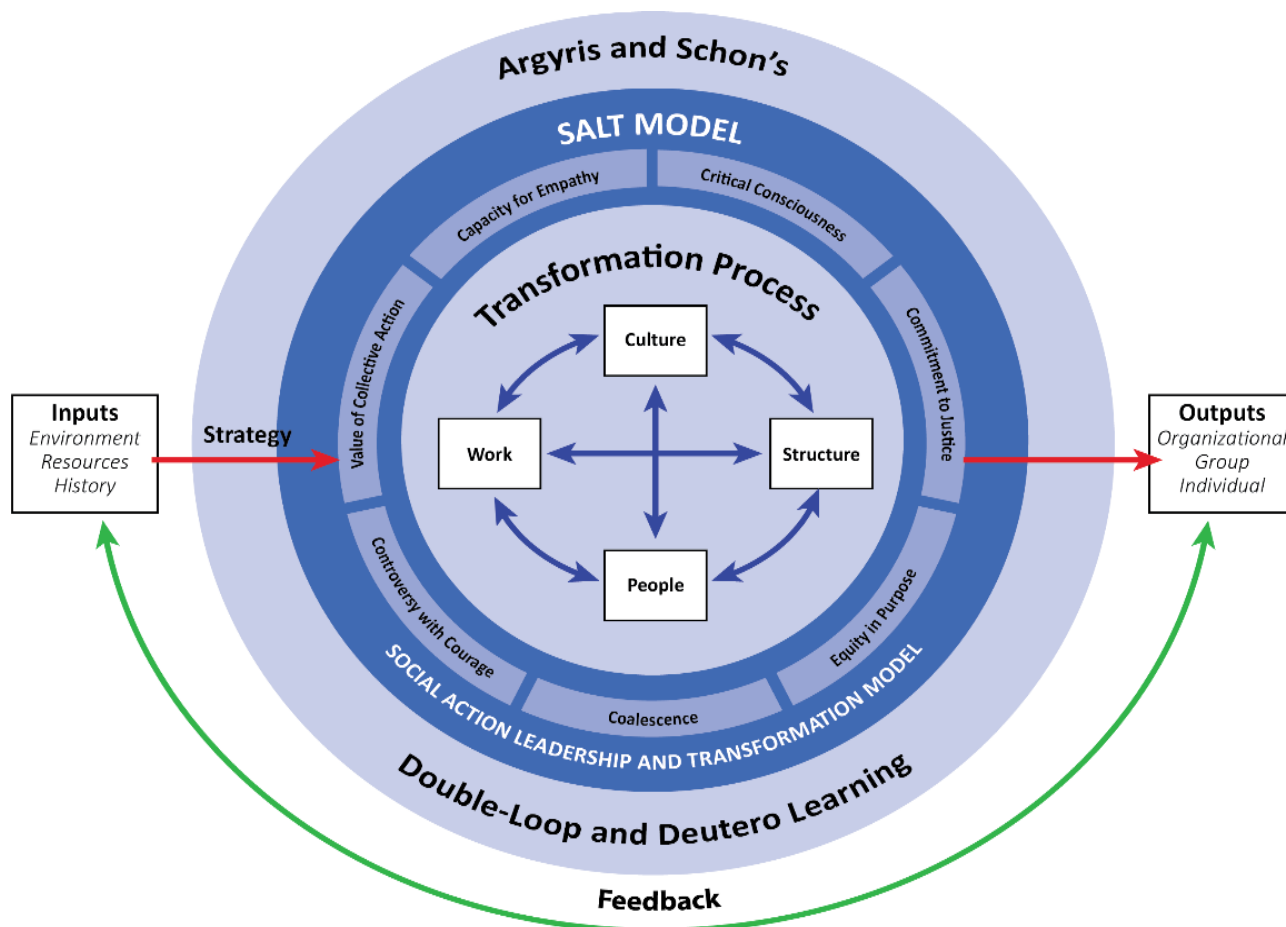 Argyris and Schon's
SALT MODEL
Capacity for Empathy
Critical Consciousness
Transformation Process
Value of Collective Action
Commitment to Justice
Culture
Inputs
Environment
Resources
History
Strategy
Work
Structure
Outputs
Organizational
Group
Individual
People
Controversy with Courage
Equity in Purpose
Coalescence
SOCIAL ACTION LEADERSHIP AND TRANSFORMATION MODEL
Double-Loop and Deutero Learning
Feedback